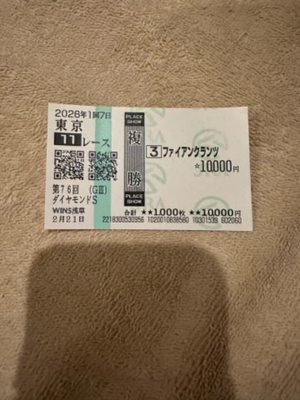 2026年1回7日
東京
11レース
第76回 (GⅢ)
ダイヤモンドS
WINS浅草
2月21日
PLACE SHOW
複勝
PLACE SHOW
3 ファイアンクランツ
☆10000円
合計 ★★1000枚 ★★10000円